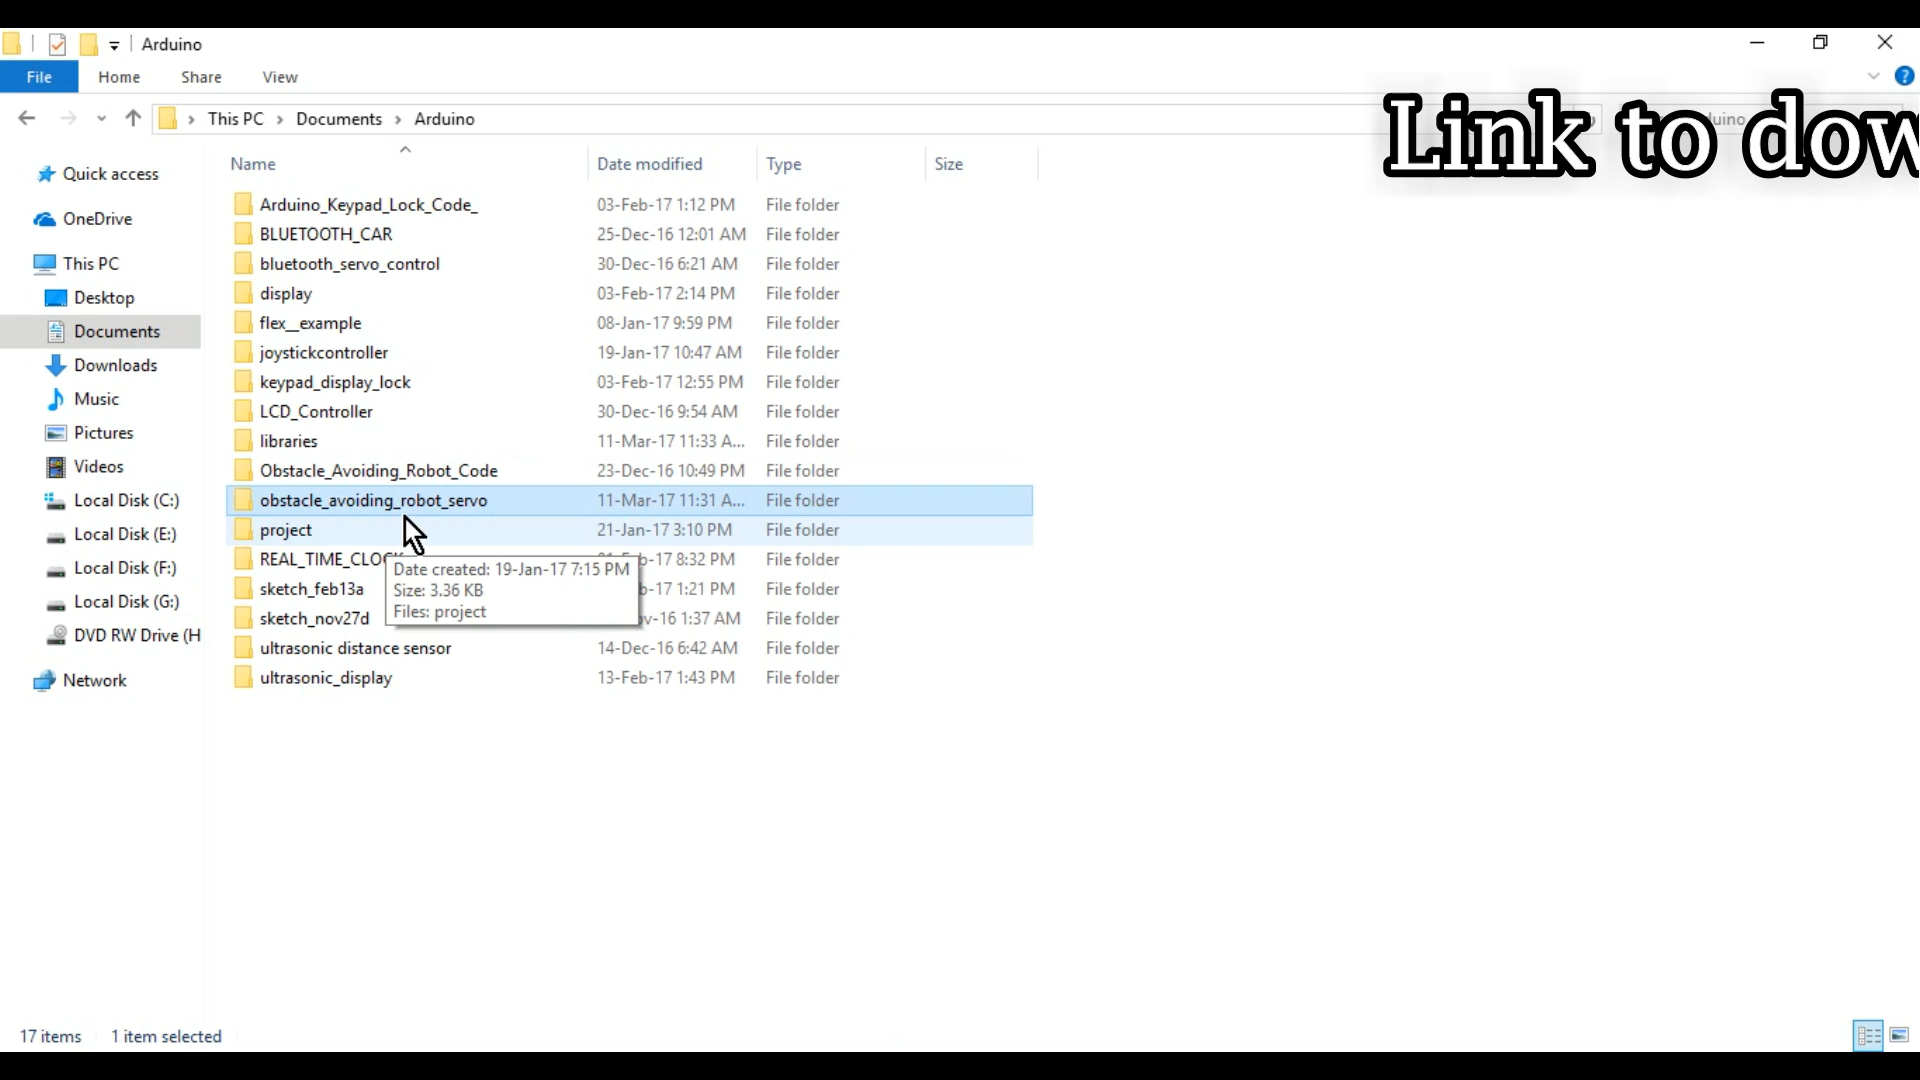 Arduino
File Home Share View
This PC Documents Arduino
Link to dow
Name Date modified Type Size
Quick access
OneDrive
This PC
Desktop
Documents
Downloads
Music
Pictures
Videos
Local Disk (C:)
Local Disk (E:)
Local Disk (F:)
Local Disk (G:)
DVD RW Drive (H
Network
Arduino_Keypad_Lock_Code_ 03-Feb-17 1:12 PM File folder
BLUETOOTH_CAR 25-Dec-16 12:01 AM File folder
bluetooth_servo_control 30-Dec-16 6:21 AM File folder
display 03-Feb-17 2:14 PM File folder
flex__example 08-Jan-17 9:59 PM File folder
joystickcontroller 19-Jan-17 10:47 AM File folder
keypad_display_lock 03-Feb-17 12:55 PM File folder
LCD_Controller 30-Dec-16 9:54 AM File folder
libraries 11-Mar-17 11:33 A... File folder
Obstacle_Avoiding_Robot_Code 23-Dec-16 10:49 PM File folder
obstacle_avoiding_robot_servo 11-Mar-17 11:31 A... File folder
project 21-Jan-17 3:10 PM File folder
REAL_TIME_CLOCK -17 8:32 PM File folder
sketch_feb13a -17 1:21 PM File folder
sketch_nov27d -16 1:37 AM File folder
ultrasonic distance sensor 14-Dec-16 6:42 AM File folder
ultrasonic_display 13-Feb-17 1:43 PM File folder
Date created: 19-Jan-17 7:15 PM
Size: 3.36 KB
Files: project
17 items 1 item selected